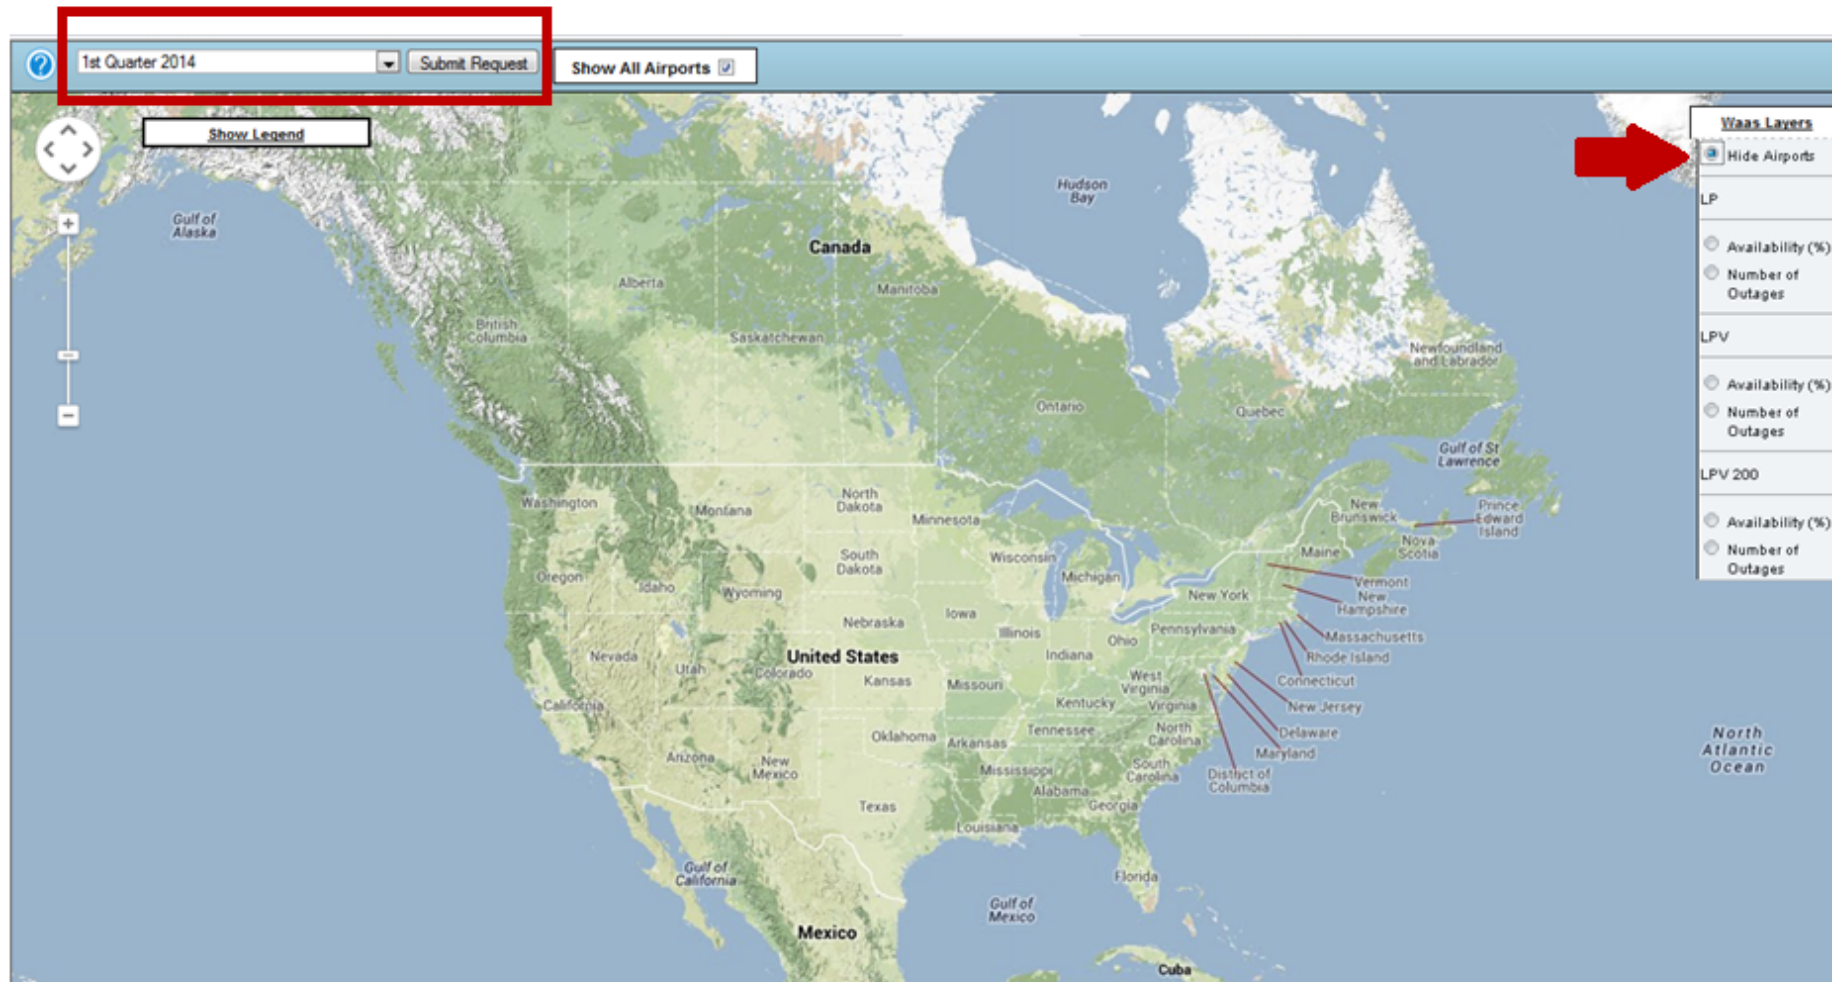 ?
1st Quarter 2014
Submit Request
Show All Airports
Show Legend
Waas Layers
Hide Airports
LP
Availability (%)
Number of
Outages
LPV
Availability (%)
Number of
Outages
LPV 200
Availability (%)
Number of
Outages
Gulf of
Alaska
Hudson
Bay
Canada
Alberta
Manitoba
British
Columbia
Saskatchewan
Newfoundland
and Labrador
Ontario
Quebec
Gulf of St
Lawrence
Washington
Montana
North
Dakota
Minnesota
New
Brunswick
Prince
Edward
Island
Nova
Scotia
Maine
Oregon
Idaho
Wyoming
South
Dakota
Wisconsin
Michigan
Vermont
New
Hampshire
New York
Nebraska
Iowa
Illinois
Ohio
Pennsylvania
Massachusetts
Rhode Island
Nevada
Utah
Colorado
United States
Kansas
Missouri
Indiana
West
Virginia
Connecticut
California
Kentucky
Virginia
New Jersey
Oklahoma
Arkansas
Tennessee
North
Carolina
Delaware
Maryland
North
Atlantic
Ocean
Arizona
New
Mexico
Mississippi
South
Carolina
District of
Columbia
Texas
Alabama
Georgia
Louisiana
Gulf of
California
Florida
Gulf of
Mexico
Mexico
Cuba